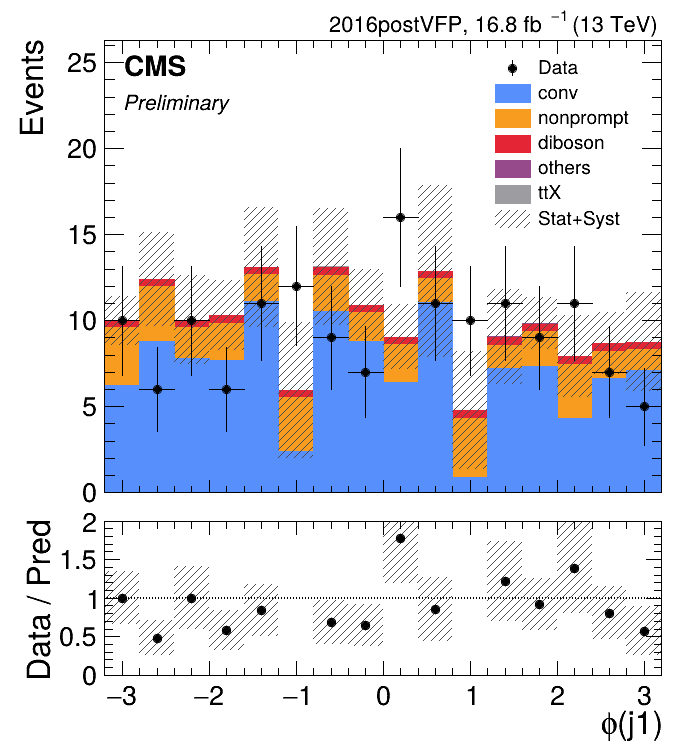 2016postVFP, 16.8 fb⁻¹ (13 TeV)
Events
CMS
Preliminary
Data
conv
nonprompt
diboson
others
ttX
Stat+Syst
25
20
15
10
5
0
Data / Pred
2
1.5
1
0.5
0
−3 −2 −1 0 1 2 3
ϕ(j1)